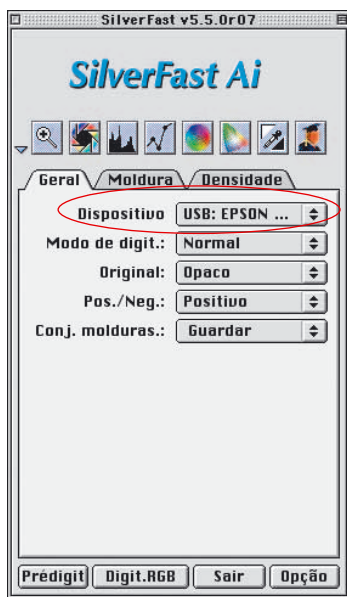 SilverFast v5.5.0r07
SilverFast Ai
Geral Moldura Densidade
Dispositivo USB: EPSON ...
Modo de digit.: Normal
Original: Opaco
Pos./Neg.: Positivo
Conj. molduras.: Guardar
Prédigit Digit.RGB Sair Opção